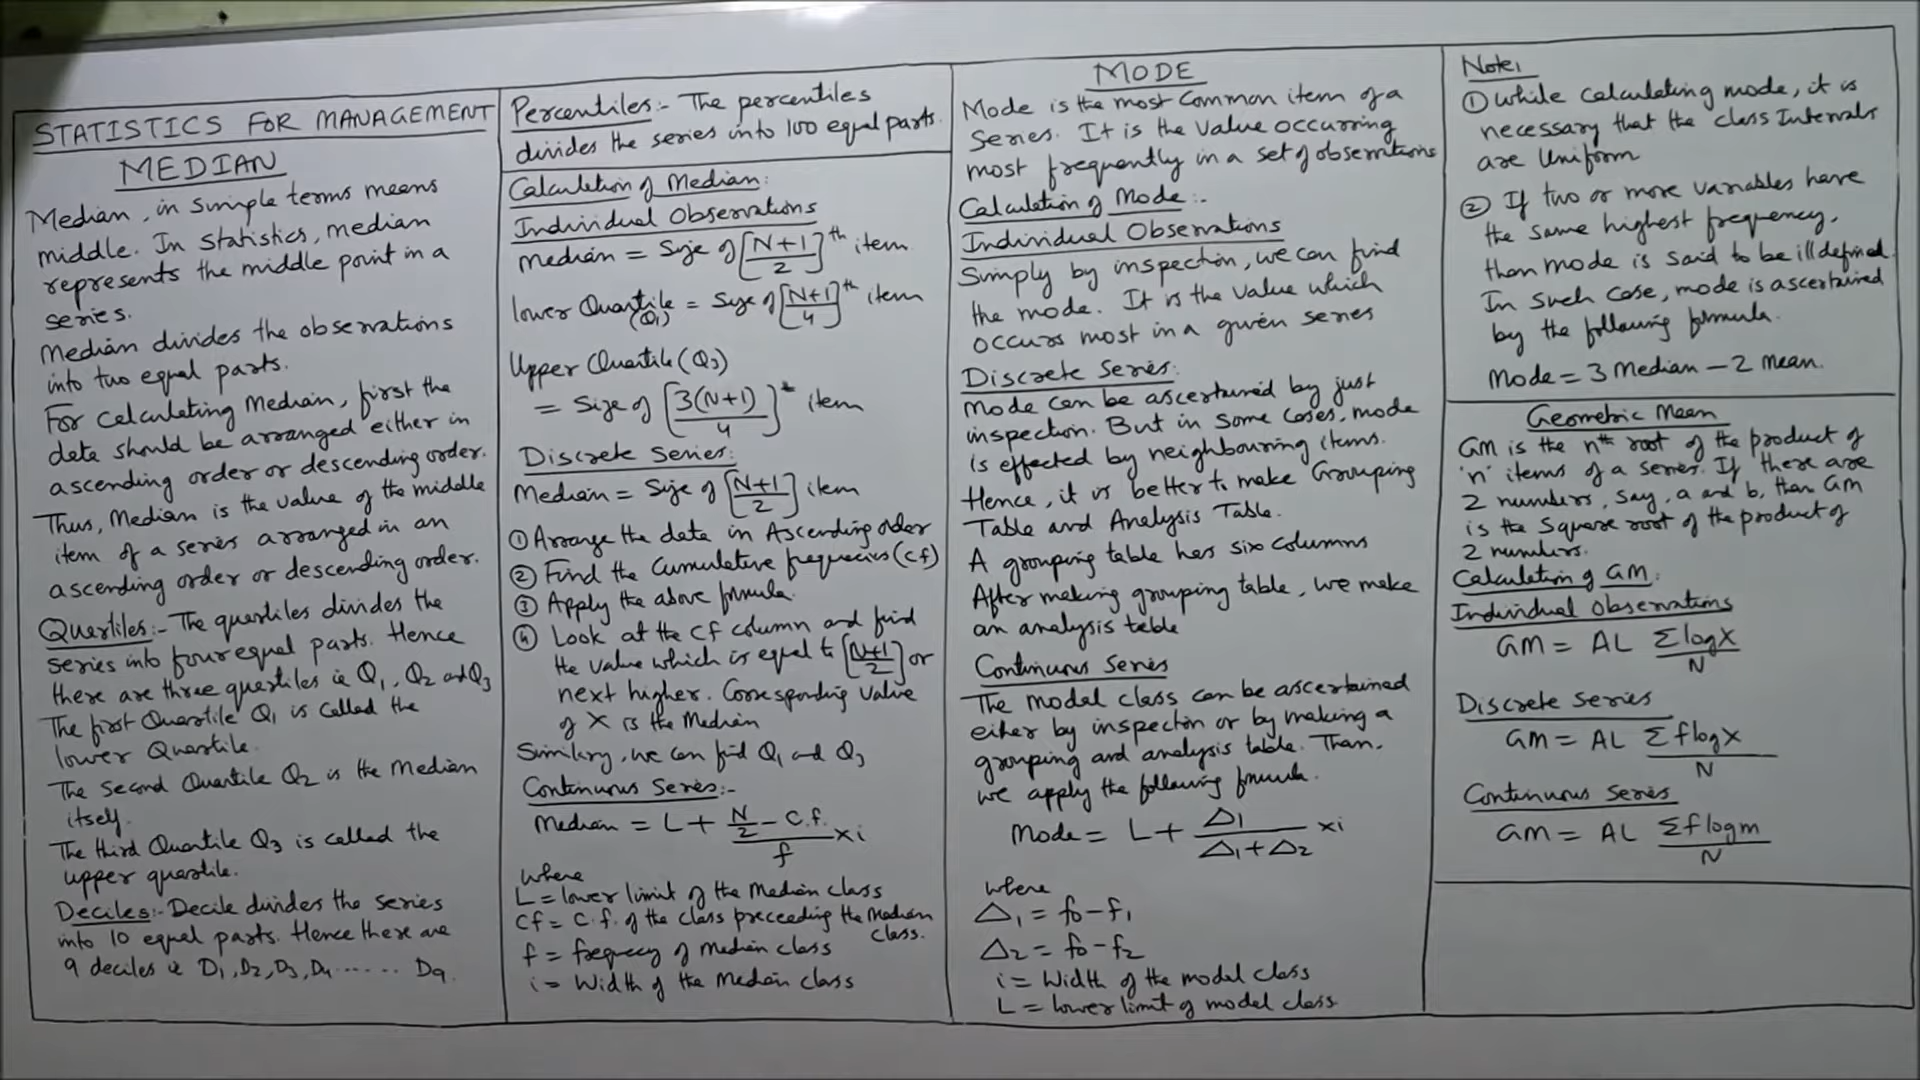 STATISTICS FOR MANAGEMENT
MEDIAN
Median, in simple terms means
middle. In Statistics, median
represents the middle point in a
series.
Median divides the observations
into two equal parts.
For calculating Median, first the
data should be arranged either in
ascending order or descending order.
Thus, Median is the value of the middle
item of a series arranged in an
ascending order or descending order.
Quartiles:- The quartiles divides the
series into four equal parts. Hence
there are three quartiles ie Q1, Q2 and Q3
The first Quartile Q1 is called the
lower Quartile.
The second Quartile Q2 is the Median
itself.
The third Quartile Q3 is called the
upper quartile.
Deciles:- Decile divides the series
into 10 equal parts. Hence there are
9 deciles ie D1, D2, D3, D4 ...... D9.
Percentiles:- The percentiles
divides the series into 100 equal parts.
Calculation of Median:
Individual Observations
Median = Size of [N+1/2]th item
lower Quartile (Q1) = Size of [N+1/4]th item
Upper Quartile (Q3)
= Size of [3(N+1)/4] item
Discrete Series:
Median = Size of [N+1/2] item
① Arrange the data in Ascending order
② Find the Cumulative frequencies (cf)
③ Apply the above formula.
④ Look at the Cf column and find
the value which is equal to [N+1/2] or
next higher. Corresponding value
of X is the Median
Similary, we can find Q1 and Q3
Continuous Series:-
Median = L + N/2 - C.f./f × i
where
L = lower limit of the Median class
Cf = C.f. of the class preceeding the Median
class.
f = frequecy of Median class
i = Width of the Median class
MODE
Mode is the most Common item of a
Series. It is the Value occurring
most frequently in a set of observations
Calculation of Mode:-
Individual Observations
Simply by inspection, we can find
the mode. It is the value which
occurs most in a given series
Discrete Series:
Mode can be ascertained by just
inspection. But in some cases, mode
is effected by neighbouring items.
Hence, it is better to make Grouping
Table and Analysis Table.
A grouping table has six columns
After making grouping table, we make
an analysis table
Continuous Series
The modal class can be ascertained
either by inspection or by making a
grouping and analysis table. Than,
we apply the following formula.
Mode = L + Δ1/Δ1+Δ2 × i
where
Δ1 = f0 - f1
Δ2 = f0 - f2
i = Width of the modal class
L = lower limit of modal class
Note:
① While calculating mode, it is
necessary that the class Intervals
are Uniform
② If two or more variables have
the same highest frequency,
than mode is said to be illdefined.
In such case, mode is ascertained
by the following formula.
Mode = 3 Median - 2 Mean.
Geometric Mean
GM is the nth root of the product of
'n' items of a series. If there are
2 numbers, say, a and b, than GM
is the square root of the product of
2 numbers.
Calculation of GM:
Individual Observations
GM = AL Σ log X/N
Discrete Series
GM = AL Σ f log X/N
Continuous Series
GM = AL Σ f log m/N